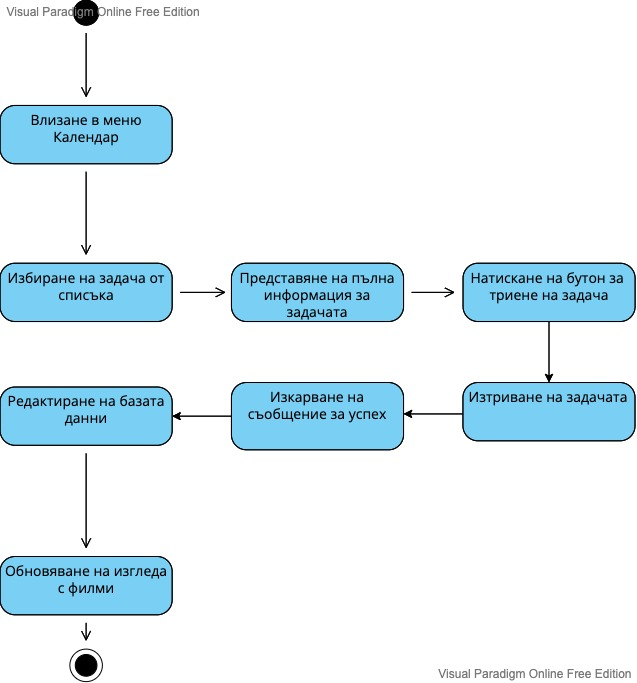 Visual Paradigm Online Free Edition
Влизане в меню
Календар
Избиране на задача от
списъка
Представяне на пълна
информация за
задачата
Натискане на бутон за
триене на задача
Изтриване на задачата
Изкарване на
съобщение за успех
Редактиране на базата
данни
Обновяване на изгледа
с филми
Visual Paradigm Online Free Edition